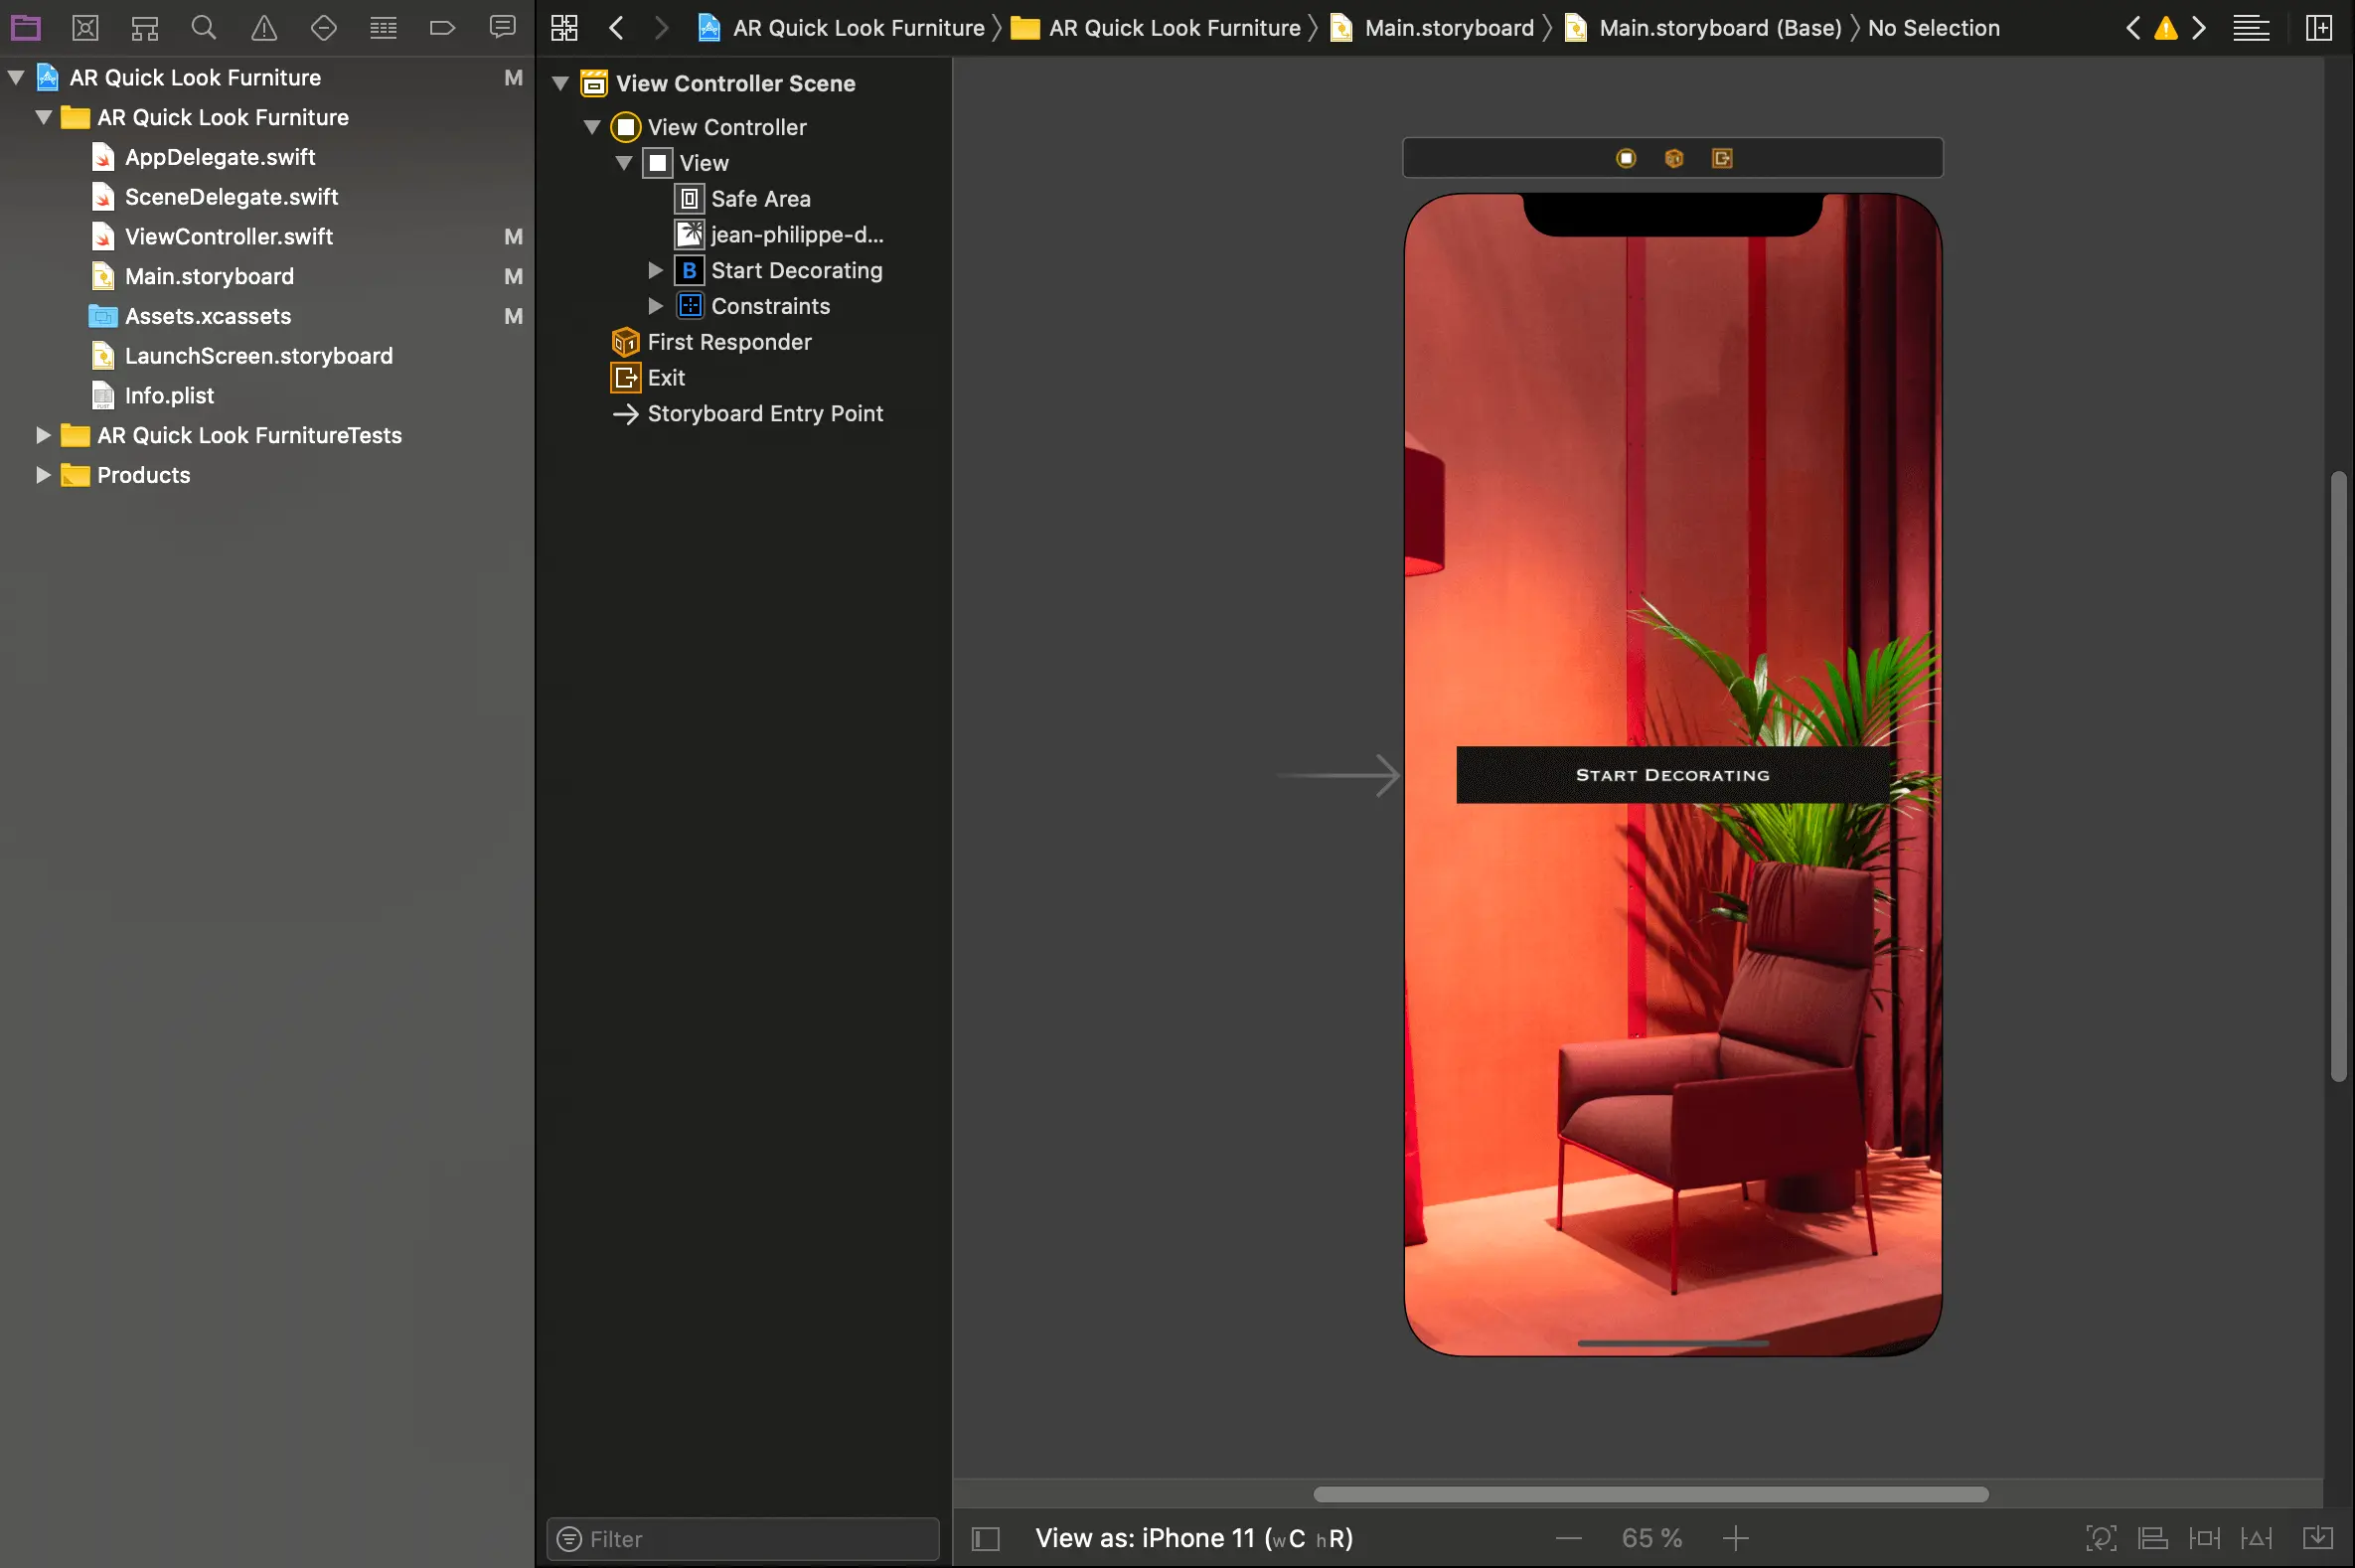 AR Quick Look Furniture M
AR Quick Look Furniture
AppDelegate.swift
SceneDelegate.swift
ViewController.swift M
Main.storyboard M
Assets.xcassets M
LaunchScreen.storyboard
Info.plist
AR Quick Look FurnitureTests
Products
AR Quick Look Furniture AR Quick Look Furniture Main.storyboard Main.storyboard (Base) No Selection
View Controller Scene
View Controller
View
Safe Area
jean-philippe-d...
B Start Decorating
Constraints
First Responder
Exit
Storyboard Entry Point
Filter
Start Decorating
View as: iPhone 11 (wC hR)
65 %